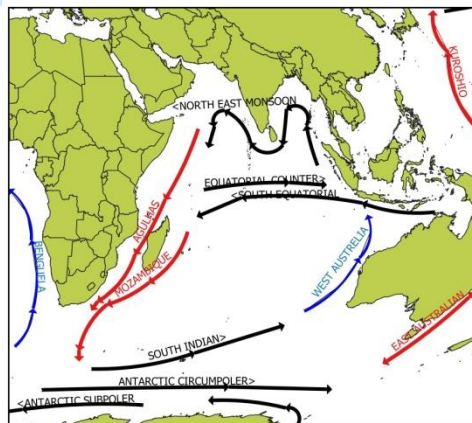 KUROSHIO
<NORTH EAST MONSOON
EQUATORIAL COUNTER>
<SOUTH EQUATORIAL
AGULHAS
MOZAMBIQUE
BENGUELA
WEST AUSTRELIA
EAST AUSTRALIAN
SOUTH INDIAN>
ANTARCTIC CIRCUMPOLER>
<ANTARCTIC SUBPOLER